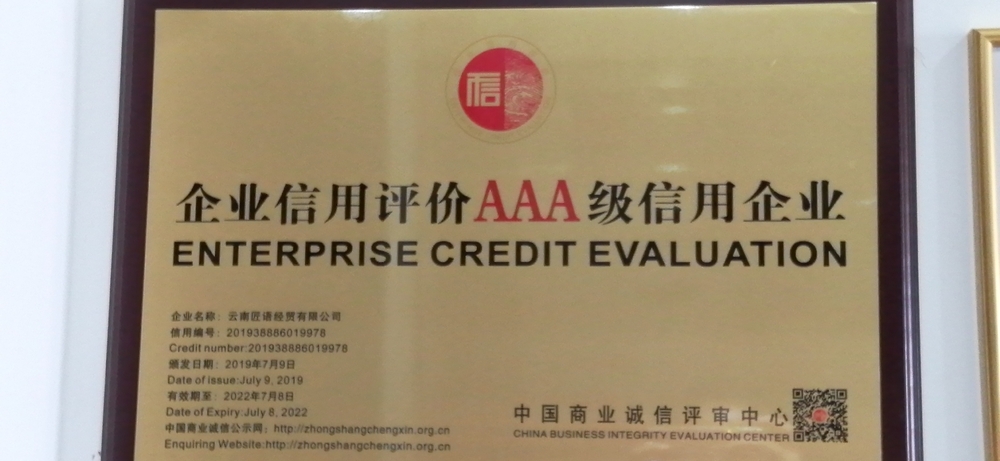 信
企业信用评价AAA级信用企业
ENTERPRISE CREDIT EVALUATION
企业名称：云南匠语经贸有限公司
信用编号：201938886019978
Credit number:201938886019978
颁发日期：2019年7月9日
Date of issue:July 9, 2019
有效期至：2022年7月8日
Date of Expiry:July 8, 2022
中国商业诚信公示网：http://zhongshangchengxin.org.cn
Enquiring Website:http://zhongshangchengxin.org.cn
中国商业诚信评审中心
CHINA BUSINESS INTEGRITY EVALUATION CENTER